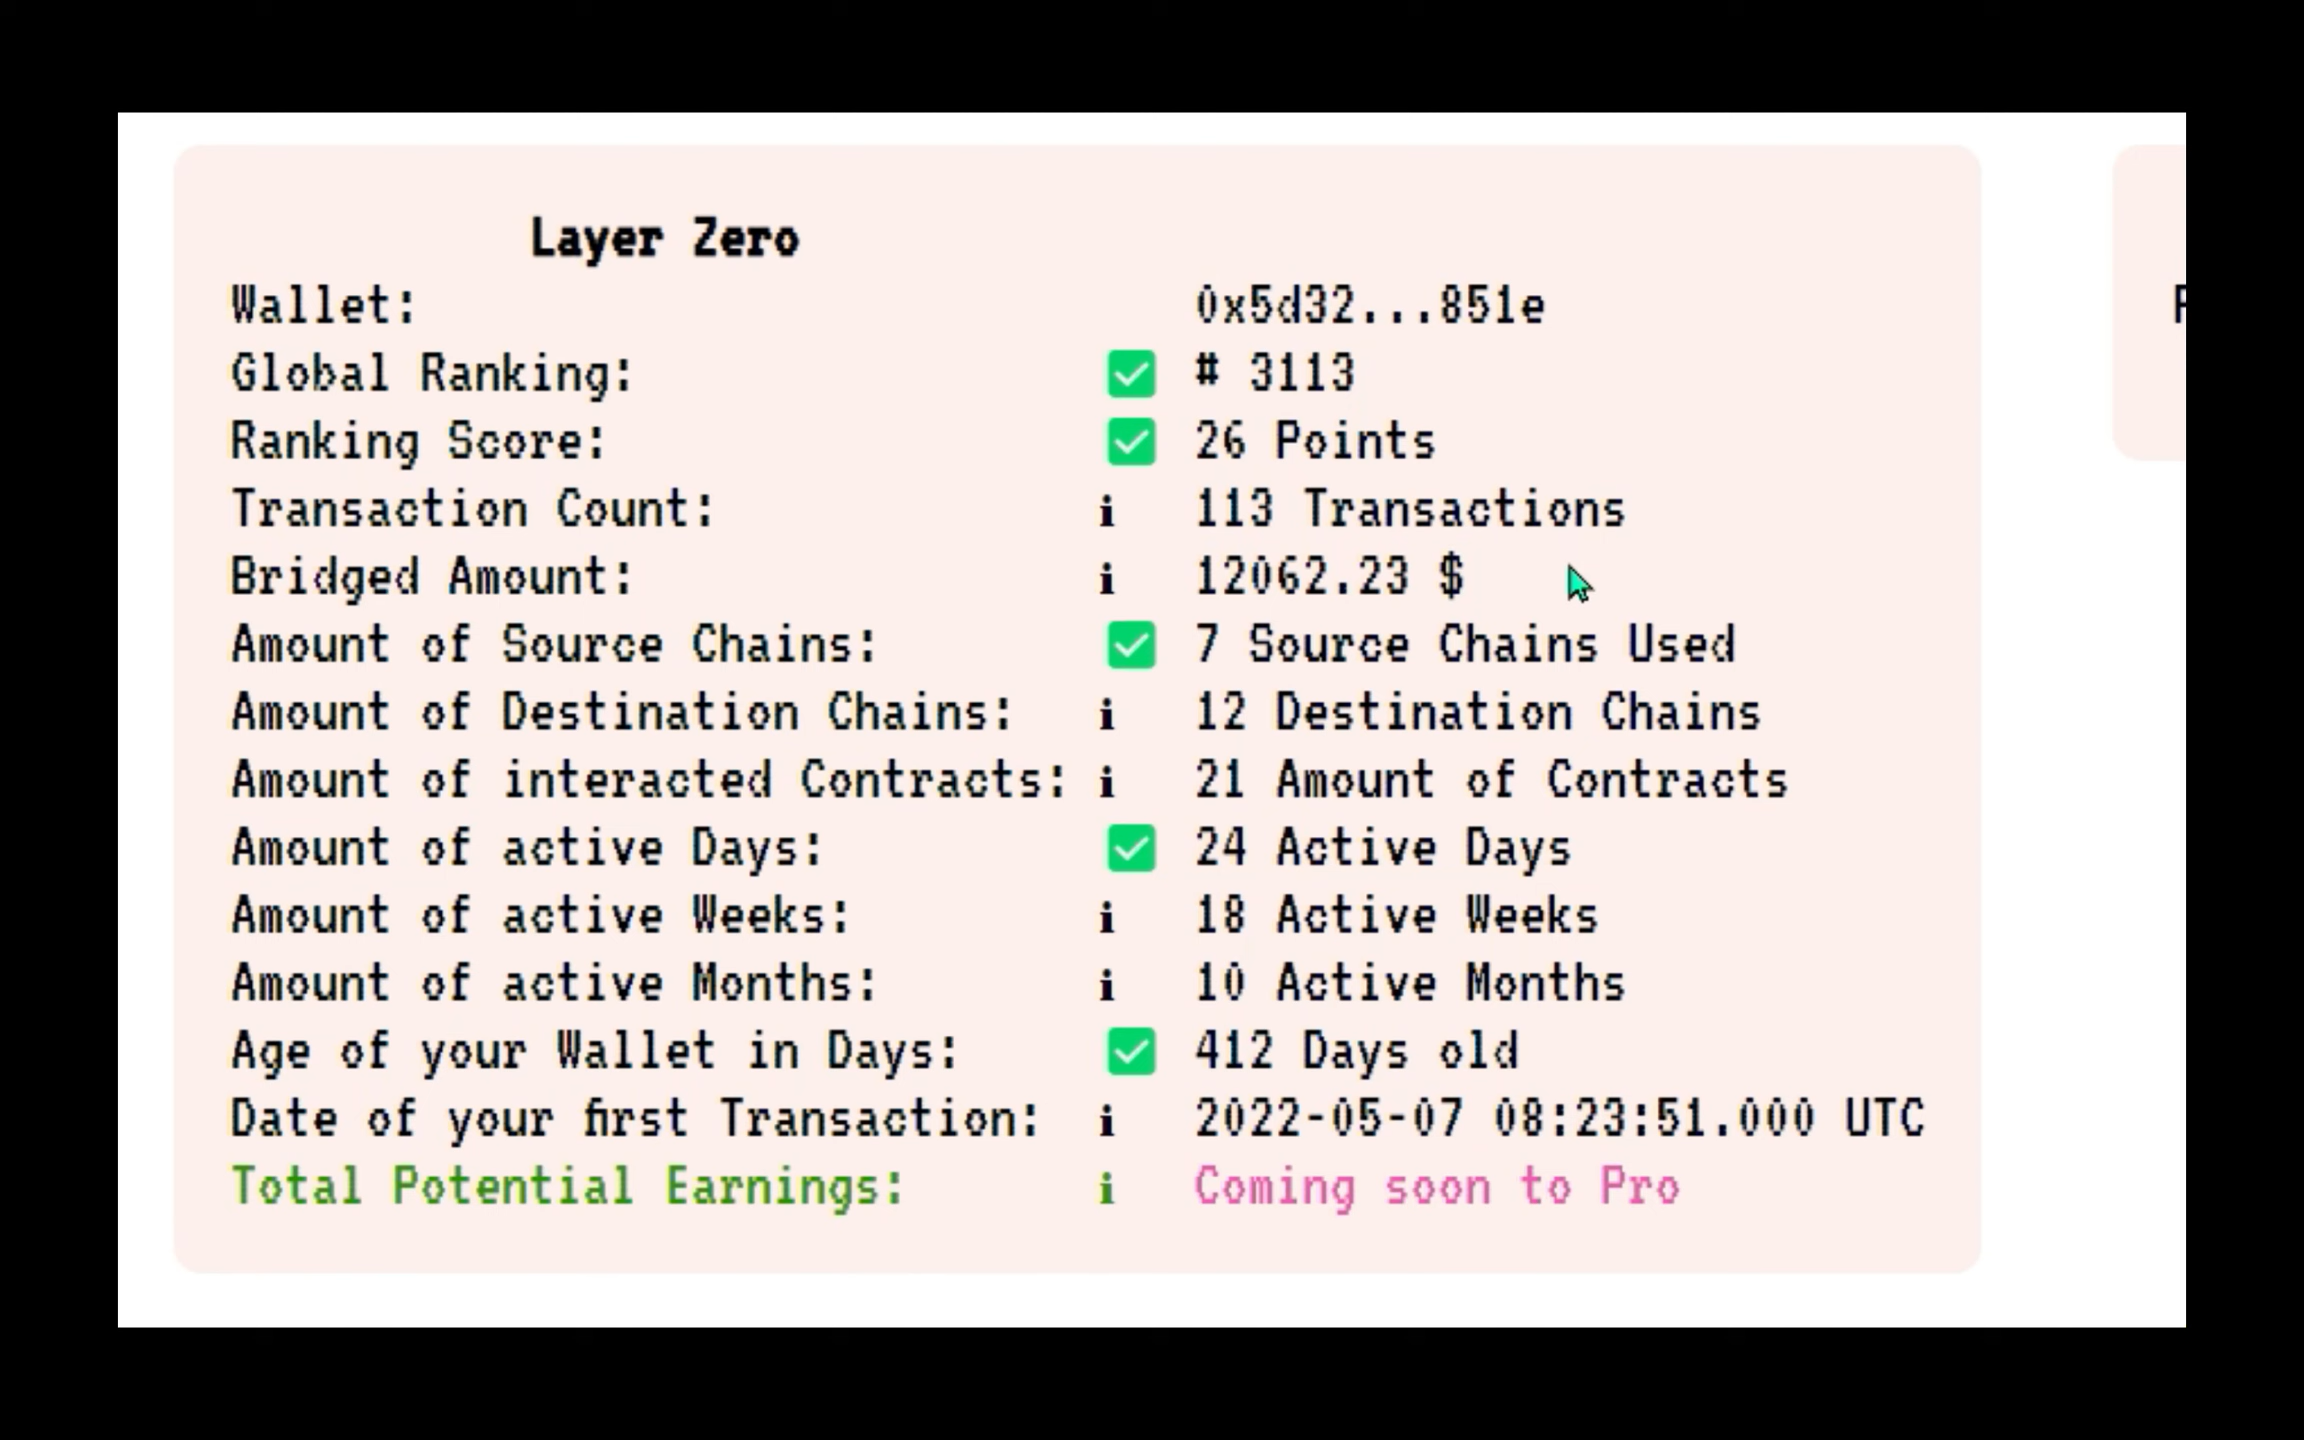 Layer Zero
Wallet: 0x5d32...851e
Global Ranking: ✅ # 3113
Ranking Score: ✅ 26 Points
Transaction Count: ℹ 113 Transactions
Bridged Amount: ℹ 12062.23 $
Amount of Source Chains: ✅ 7 Source Chains Used
Amount of Destination Chains: ℹ 12 Destination Chains
Amount of interacted Contracts: ℹ 21 Amount of Contracts
Amount of active Days: ✅ 24 Active Days
Amount of active Weeks: ℹ 18 Active Weeks
Amount of active Months: ℹ 10 Active Months
Age of your Wallet in Days: ✅ 412 Days old
Date of your first Transaction: ℹ 2022-05-07 08:23:51.000 UTC
Total Potential Earnings: ℹ Coming soon to Pro